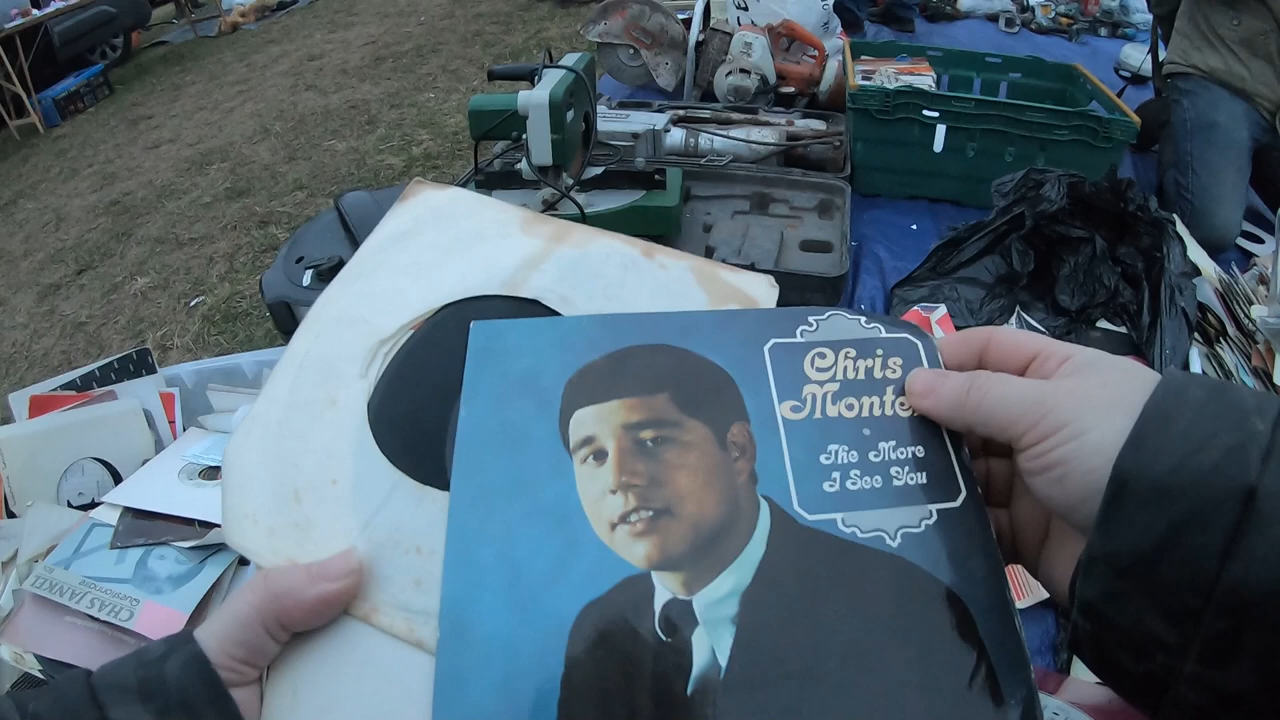 Chris
Monte
The More
I See You
CHAS JANKEL
Questionnaire